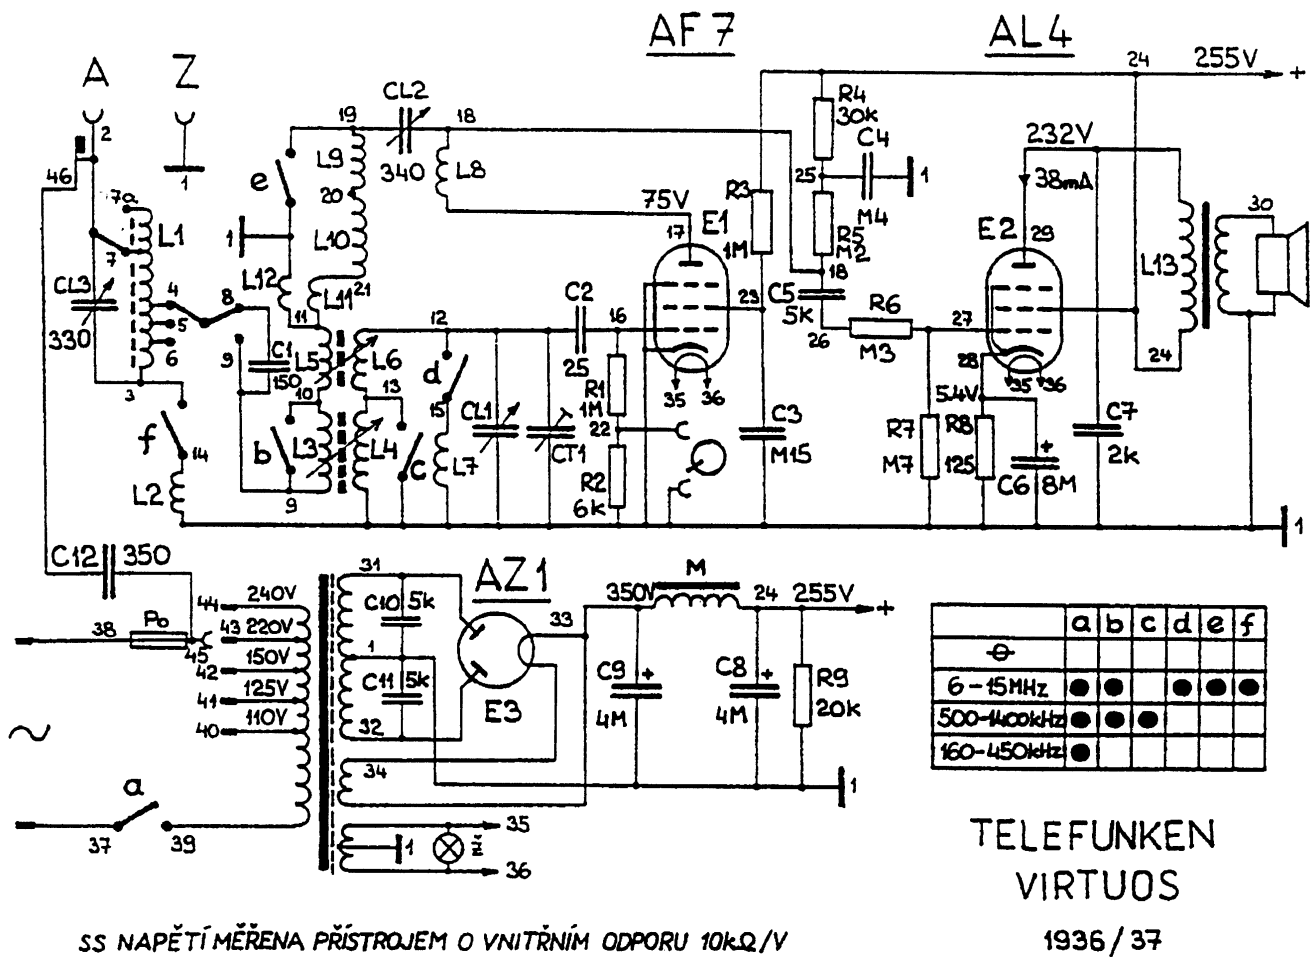 AF7
AL4
A
Z
2
1
46
7a
L1
7
CL3
330
4
5
6
8
3
9
C1
150
f
14
L2
e
1
19
CL2
340
18
L9
20
L10
L8
21
L12
L11
11
L5
L6
10
13
b
L3
L4
c
9
12
d
15
L7
CL1
CT1
C2
25
16
R1
1M
22
R2
6k
75V
17
E1
35
36
R3
1M
23
C3
M15
R4
30k
25
C4
M4
1
R5
M2
18
C5
5k
26
R6
M3
27
R7
M7
24
255V
+
232V
38mA
E2
29
28
35
36
5,4V
R8
125
C6
+
8M
C7
2k
L13
24
30
1
C12
350
44
240V
38
Po
43
220V
45
150V
42
125V
41
110V
40
~
a
37
39
31
C10
5k
1
C11
5k
32
34
AZ1
E3
33
35
1
ž
36
350V
M
24
255V
+
C9
+
4M
C8
+
4M
R9
20k
1
a b c d e f
6-15MHz ● ● ● ● ●
500-1400kHz ● ● ●
160-450kHz ●
TELEFUNKEN
VIRTUOS
1936/37
SS NAPĚTÍ MĚŘENA PŘÍSTROJEM O VNITŘNÍM ODPORU 10kΩ/V